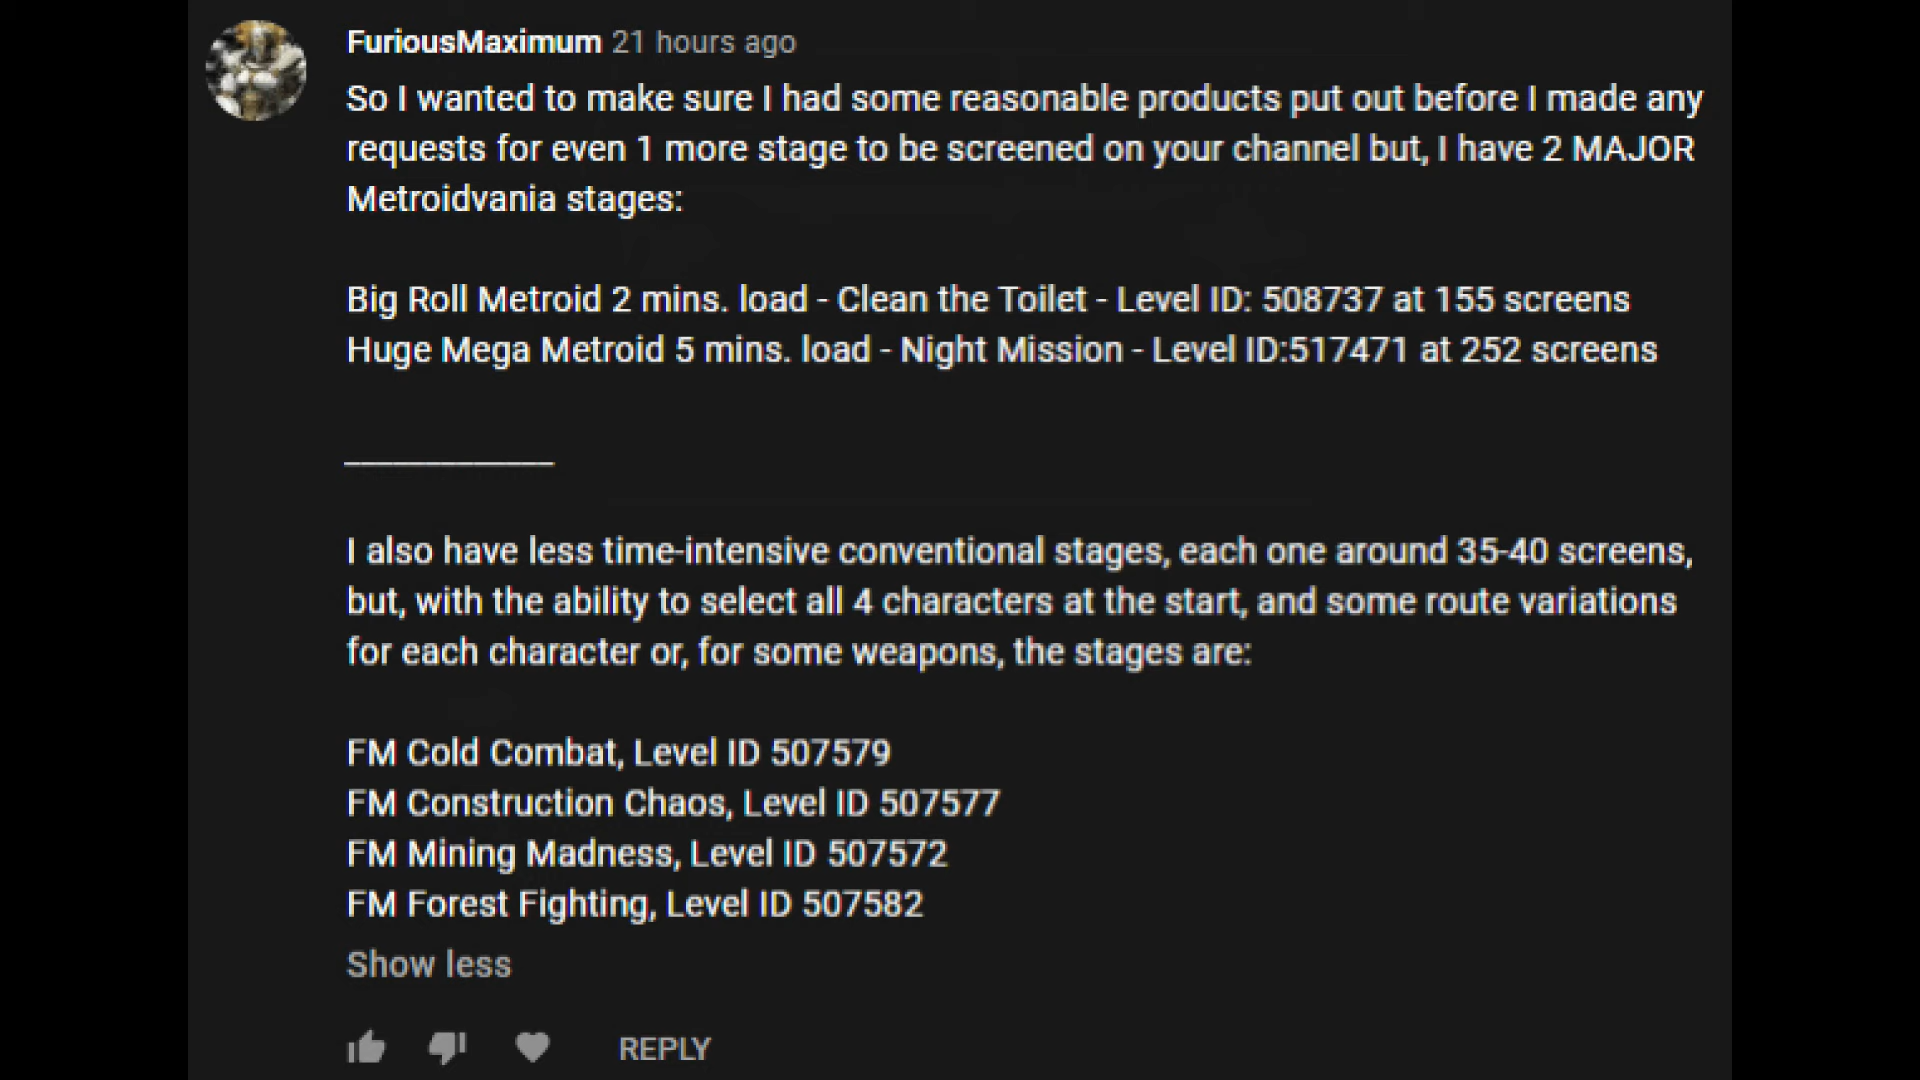 FuriousMaximum 21 hours ago
So I wanted to make sure I had some reasonable products put out before I made any
requests for even 1 more stage to be screened on your channel but, I have 2 MAJOR
Metroidvania stages:
Big Roll Metroid 2 mins. load - Clean the Toilet - Level ID: 508737 at 155 screens
Huge Mega Metroid 5 mins. load - Night Mission - Level ID:517471 at 252 screens
_____________
I also have less time-intensive conventional stages, each one around 35-40 screens,
but, with the ability to select all 4 characters at the start, and some route variations
for each character or, for some weapons, the stages are:
FM Cold Combat, Level ID 507579
FM Construction Chaos, Level ID 507577
FM Mining Madness, Level ID 507572
FM Forest Fighting, Level ID 507582
Show less
REPLY